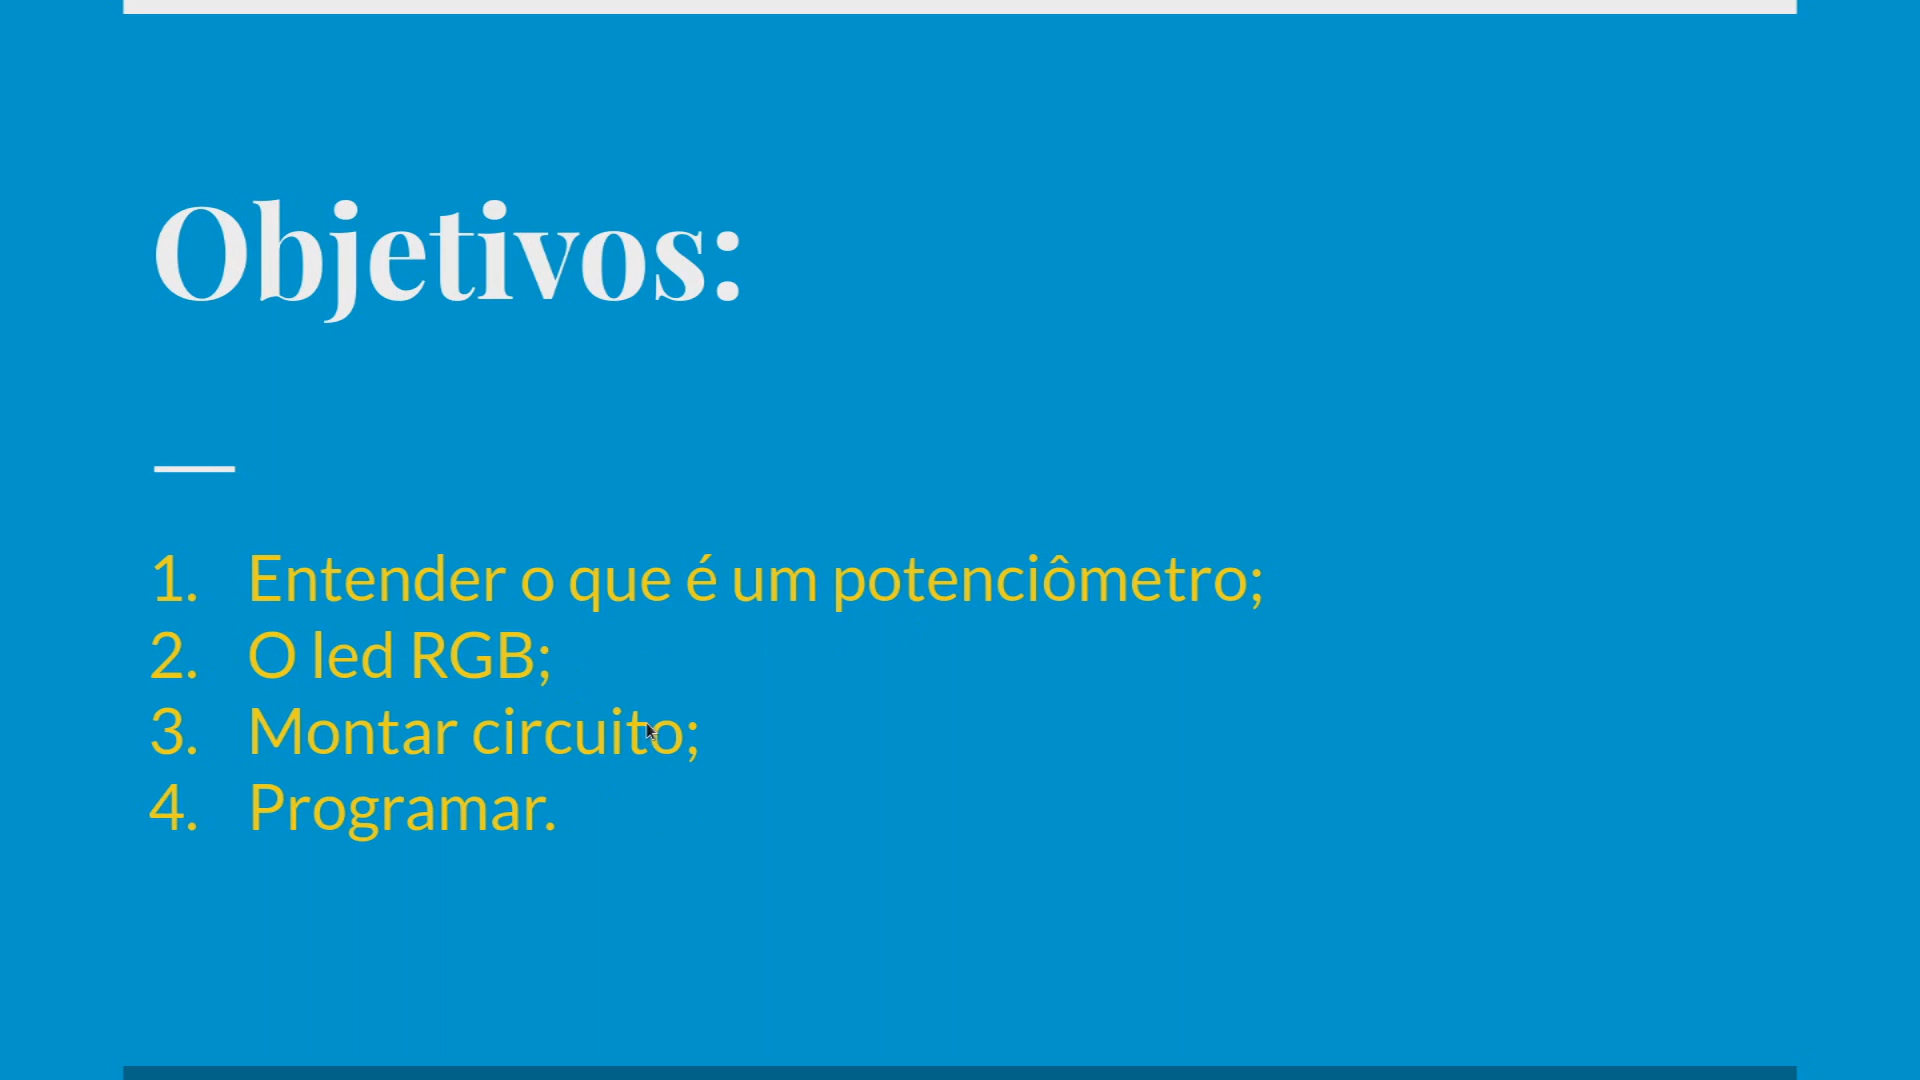 Objetivos:
1. Entender o que é um potenciômetro;
2. O led RGB;
3. Montar circuito;
4. Programar.